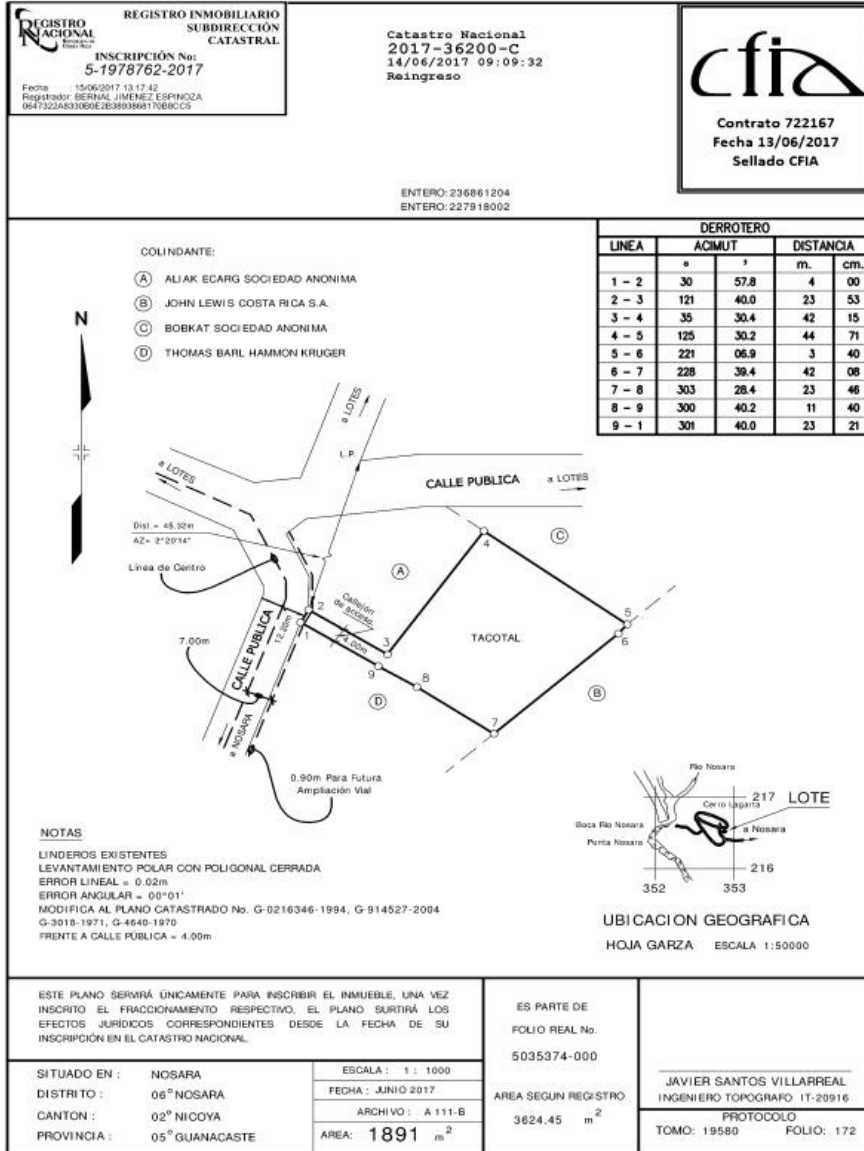 REGISTRO NACIONAL
República de Costa Rica
REGISTRO INMOBILIARIO
SUBDIRECCIÓN
CATASTRAL
INSCRIPCIÓN No:
5-1978762-2017
Fecha : 15/06/2017 13:17:42
Registrador: BERNAL JIMENEZ ESPINOZA
Catastro Nacional
2017-36200-C
14/06/2017 09:09:32
Reingreso
cfia
Contrato 722167
Fecha 13/06/2017
Sellado CFIA
ENTERO: 236861204
ENTERO: 227918002
DERROTERO
LINEA ACIMUT DISTANCIA
° ' m. cm.
1 - 2 30 57.8 4 00
2 - 3 121 40.0 23 53
3 - 4 35 30.4 42 15
4 - 5 125 30.2 44 71
5 - 6 221 06.9 3 40
6 - 7 228 39.4 42 08
7 - 8 303 28.4 23 46
8 - 9 300 40.2 11 40
9 - 1 301 40.0 23 21
COLINDANTE:
A ALIAK ECARG SOCIEDAD ANONIMA
B JOHN LEWIS COSTA RICA S.A.
C BOBKAT SOCIEDAD ANONIMA
D THOMAS BARL HAMMON KRUGER
N
a LOTES
L.P.
a LOTES
CALLE PUBLICA
a LOTES
Dist.= 45.32m
AZ= 2°20'14"
Línea de Centro
A
C
4
5
6
2
1
3
9
8
7
Callejón
de acceso
4.00m
12.20m
TACOTAL
CALLE PUBLICA
7.00m
D
B
a NOSARA
0.90m Para Futura
Ampliación Vial
Rio Nosara
217
LOTE
Cerro Lagarta
Boca Rio Nosara
a Nosara
Punta Nosara
216
352
353
UBICACION GEOGRAFICA
HOJA GARZA ESCALA 1:50000
NOTAS
LINDEROS EXISTENTES
LEVANTAMIENTO POLAR CON POLIGONAL CERRADA
ERROR LINEAL = 0.02m
ERROR ANGULAR = 00°01'
MODIFICA AL PLANO CATASTRADO No. G-0216346-1994, G-914527-2004
G-3018-1971, G-4640-1970
FRENTE A CALLE PÚBLICA = 4.00m
ESTE PLANO SERVIRÁ ÚNICAMENTE PARA INSCRIBIR EL INMUEBLE, UNA VEZ
INSCRITO EL FRACCIONAMIENTO RESPECTIVO, EL PLANO SURTIRÁ LOS
EFECTOS JURÍDICOS CORRESPONDIENTES DESDE LA FECHA DE SU
INSCRIPCIÓN EN EL CATASTRO NACIONAL.
SITUADO EN : NOSARA
DISTRITO : 06° NOSARA
CANTON : 02° NICOYA
PROVINCIA : 05° GUANACASTE
ESCALA : 1 : 1000
FECHA : JUNIO 2017
ARCHIVO : A 111-B
AREA: 1891 m2
ES PARTE DE
FOLIO REAL No.
5035374-000
AREA SEGUN REGISTRO
3624.45 m2
JAVIER SANTOS VILLARREAL
INGENIERO TOPOGRAFO IT-20916
PROTOCOLO
TOMO: 19580 FOLIO: 172